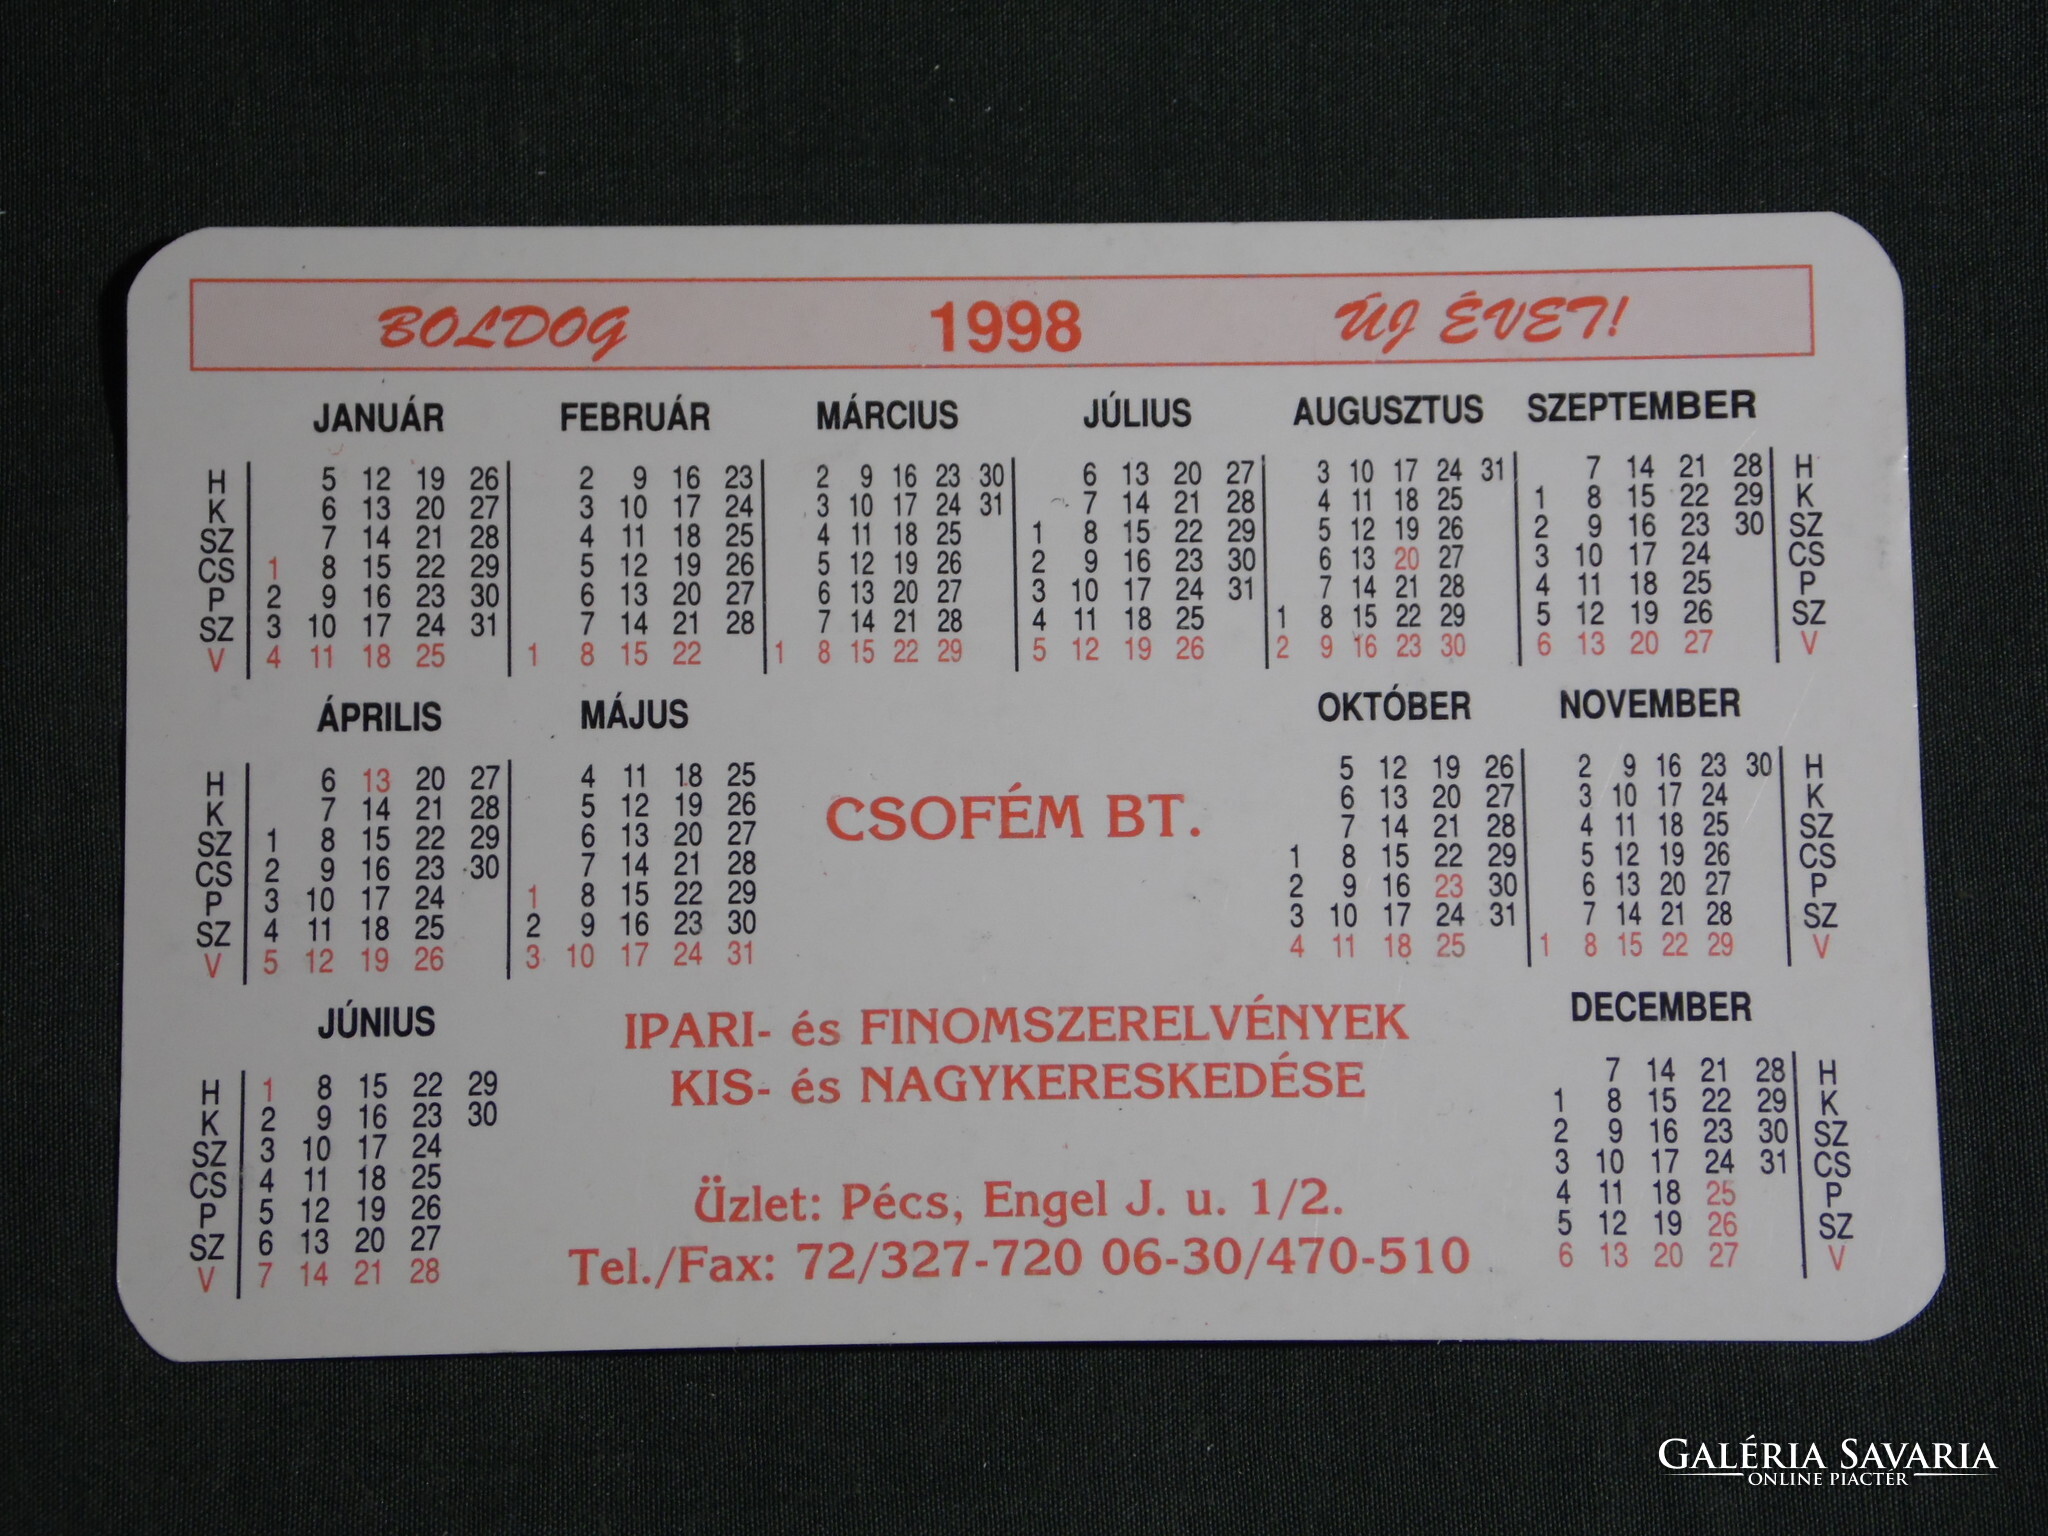 BOLDOG 1998 ÚJ ÉVET!
JANUÁR FEBRUÁR MÁRCIUS JÚLIUS AUGUSZTUS SZEPTEMBER
H 5 12 19 26 2 9 16 23 2 9 16 23 30 6 13 20 27 3 10 17 24 31 7 14 21 28 H
K 6 13 20 27 3 10 17 24 3 10 17 24 31 7 14 21 28 4 11 18 25 1 8 15 22 29 K
SZ 7 14 21 28 4 11 18 25 4 11 18 25 1 8 15 22 29 5 12 19 26 2 9 16 23 30 SZ
CS 1 8 15 22 29 5 12 19 26 5 12 19 26 2 9 16 23 30 6 13 20 27 3 10 17 24 CS
P 2 9 16 23 30 6 13 20 27 6 13 20 27 3 10 17 24 31 7 14 21 28 4 11 18 25 P
SZ 3 10 17 24 31 7 14 21 28 7 14 21 28 4 11 18 25 1 8 15 22 29 5 12 19 26 SZ
V 4 11 18 25 1 8 15 22 1 8 15 22 29 5 12 19 26 2 9 16 23 30 6 13 20 27 V
ÁPRILIS MÁJUS OKTÓBER NOVEMBER
H 6 13 20 27 4 11 18 25 5 12 19 26 2 9 16 23 30 H
K 7 14 21 28 5 12 19 26 6 13 20 27 3 10 17 24 K
SZ 1 8 15 22 29 6 13 20 27 7 14 21 28 4 11 18 25 SZ
CS 2 9 16 23 30 7 14 21 28 1 8 15 22 29 5 12 19 26 CS
P 3 10 17 24 1 8 15 22 29 2 9 16 23 30 6 13 20 27 P
SZ 4 11 18 25 2 9 16 23 30 3 10 17 24 31 7 14 21 28 SZ
V 5 12 19 26 3 10 17 24 31 4 11 18 25 1 8 15 22 29 V
CSOFÉM BT.
JÚNIUS
H 1 8 15 22 29
K 2 9 16 23 30
SZ 3 10 17 24
CS 4 11 18 25
P 5 12 19 26
SZ 6 13 20 27
V 7 14 21 28
IPARI- és FINOMSZERELVÉNYEK
KIS- és NAGYKERESKEDÉSE
Üzlet: Pécs, Engel J. u. 1/2.
Tel./Fax: 72/327-720 06-30/470-510
DECEMBER
7 14 21 28 H
1 8 15 22 29 K
2 9 16 23 30 SZ
3 10 17 24 31 CS
4 11 18 25 P
5 12 19 26 SZ
6 13 20 27 V
GALÉRIA SAVARIA
ONLINE PIACTÉR